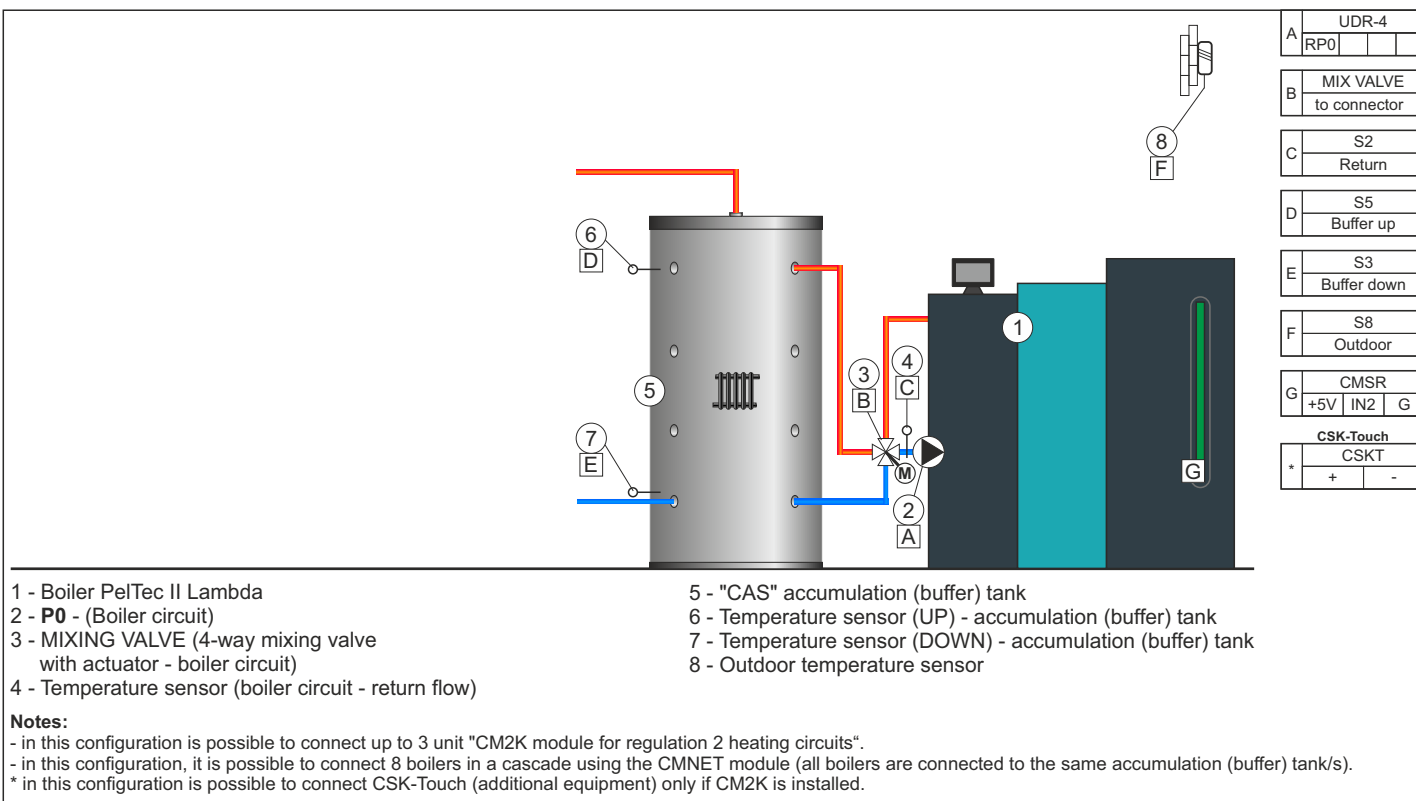 8
F
6
D
1
4
C
3
B
5
7
E
M
G
2
A
A UDR-4
RP0
B MIX VALVE
to connector
C S2
Return
D S5
Buffer up
E S3
Buffer down
F S8
Outdoor
G CMSR
+5V IN2 G
CSK-Touch
* CSKT
+ -
1 - Boiler PelTec II Lambda
2 - P0 - (Boiler circuit)
3 - MIXING VALVE (4-way mixing valve
with actuator - boiler circuit)
4 - Temperature sensor (boiler circuit - return flow)
5 - "CAS" accumulation (buffer) tank
6 - Temperature sensor (UP) - accumulation (buffer) tank
7 - Temperature sensor (DOWN) - accumulation (buffer) tank
8 - Outdoor temperature sensor
Notes:
- in this configuration is possible to connect up to 3 unit "CM2K module for regulation 2 heating circuits“.
- in this configuration, it is possible to connect 8 boilers in a cascade using the CMNET module (all boilers are connected to the same accumulation (buffer) tank/s).
* in this configuration is possible to connect CSK-Touch (additional equipment) only if CM2K is installed.